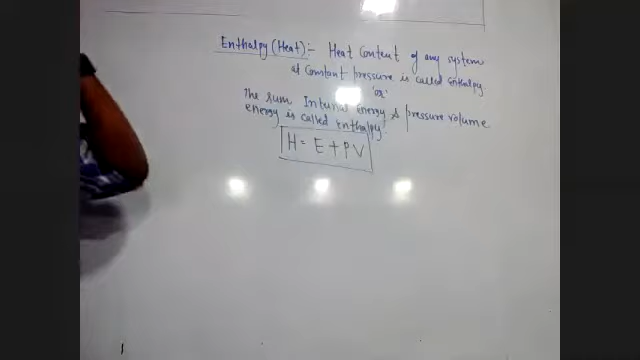 Enthalpy (Heat):- Heat Content of any system
at Constant pressure is called enthalpy.
'or'
The sum Internal energy & pressure volume
energy is called enthalpy.
H = E + PV